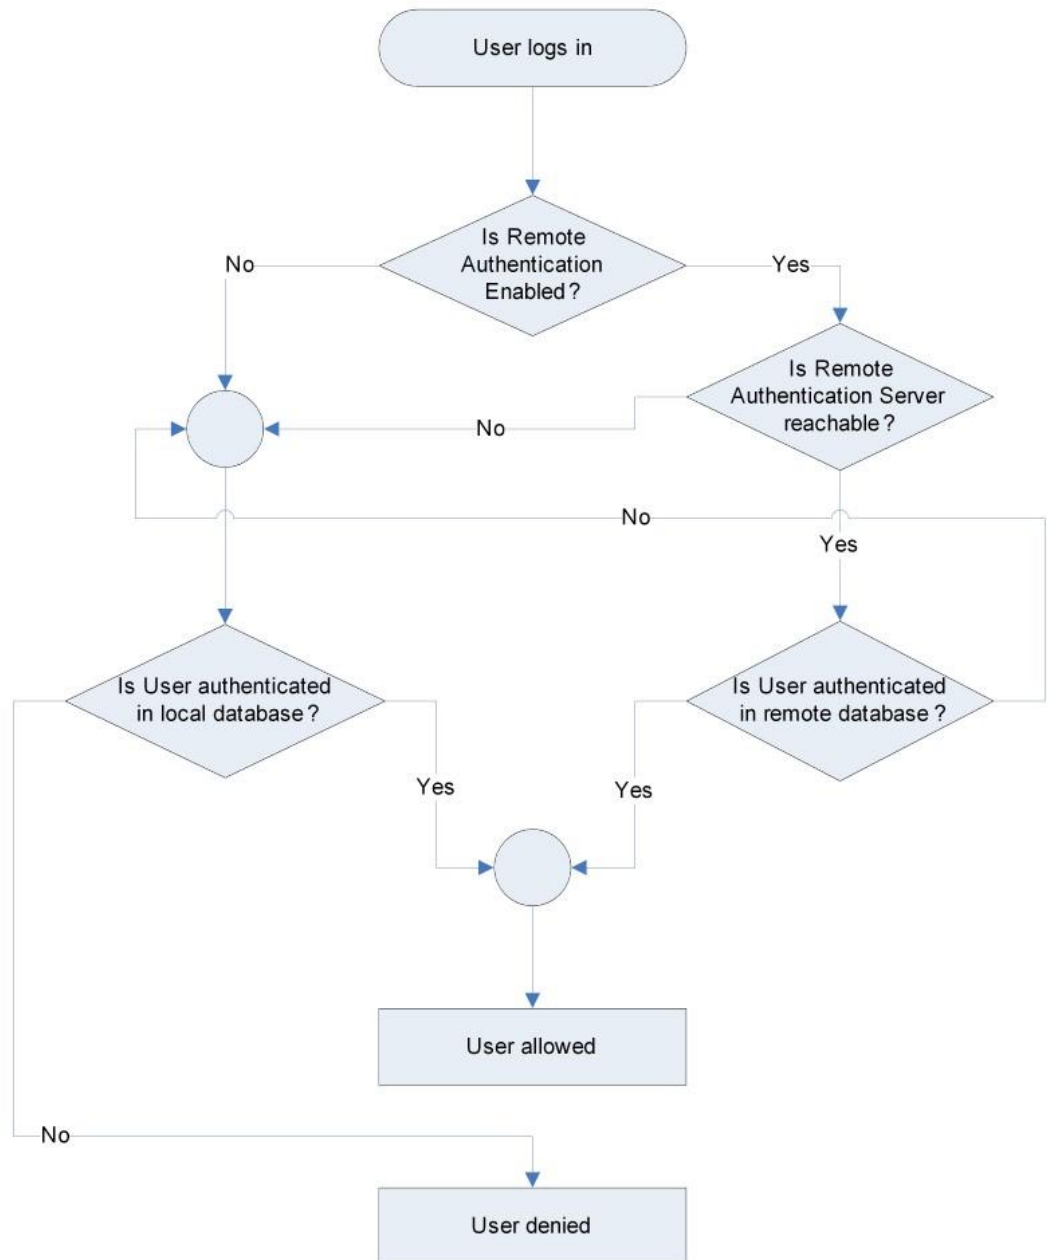 User logs in
Is Remote
Authentication
Enabled?
No
Yes
Is Remote
Authentication Server
reachable?
No
No
Yes
Is User authenticated
in local database?
Is User authenticated
in remote database?
Yes
Yes
User allowed
No
User denied